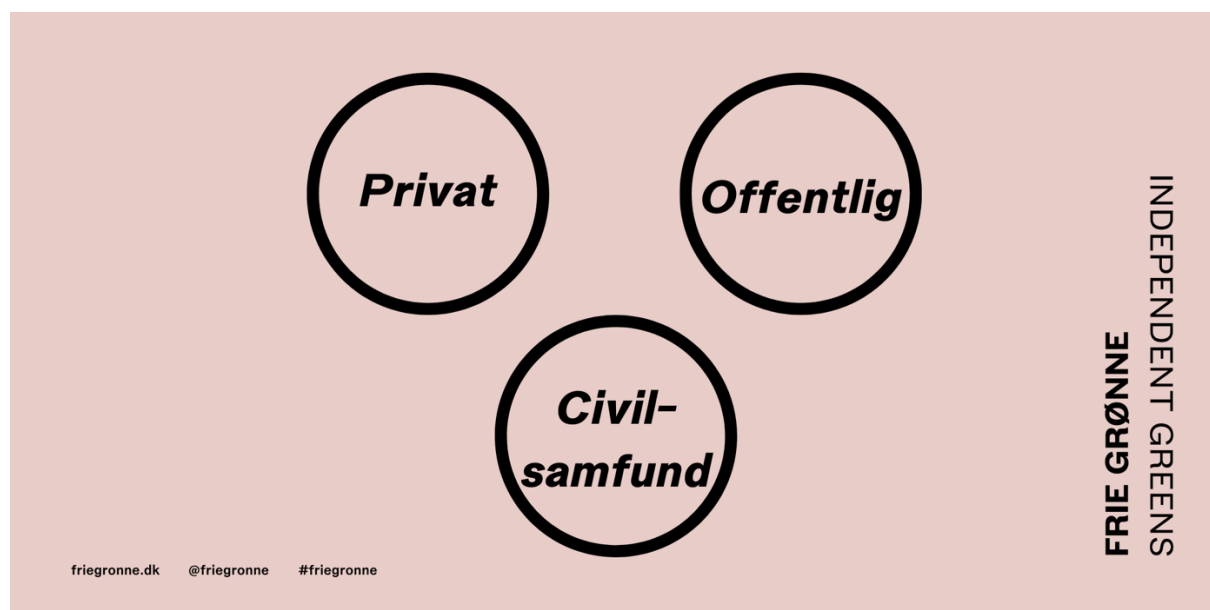 Privat
Offentlig
Civil-
samfund
FRIE GRØNNE
INDEPENDENT GREENS
friegronne.dk @friegronne #friegronne